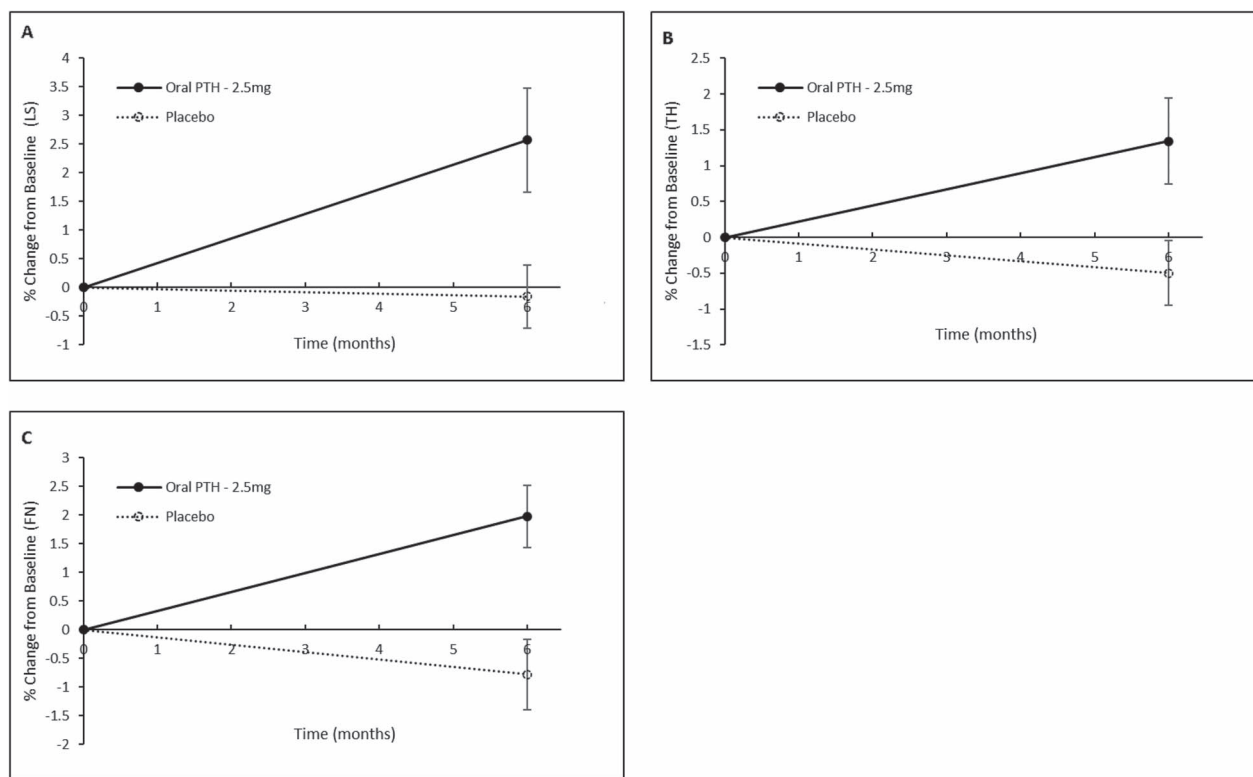 A
4
3.5
3
2.5
2
1.5
1
0.5
0
-0.5
-1
% Change from Baseline (LS)
Oral PTH - 2.5mg
Placebo
0 1 2 3 4 5 6
Time (months)
B
2.5
2
1.5
1
0.5
0
-0.5
-1
-1.5
% Change from Baseline (TH)
Oral PTH - 2.5mg
Placebo
0 1 2 3 4 5 6
Time (months)
C
3
2.5
2
1.5
1
0.5
0
-0.5
-1
-1.5
-2
% Change from Baseline (FN)
Oral PTH - 2.5mg
Placebo
0 1 2 3 4 5 6
Time (months)